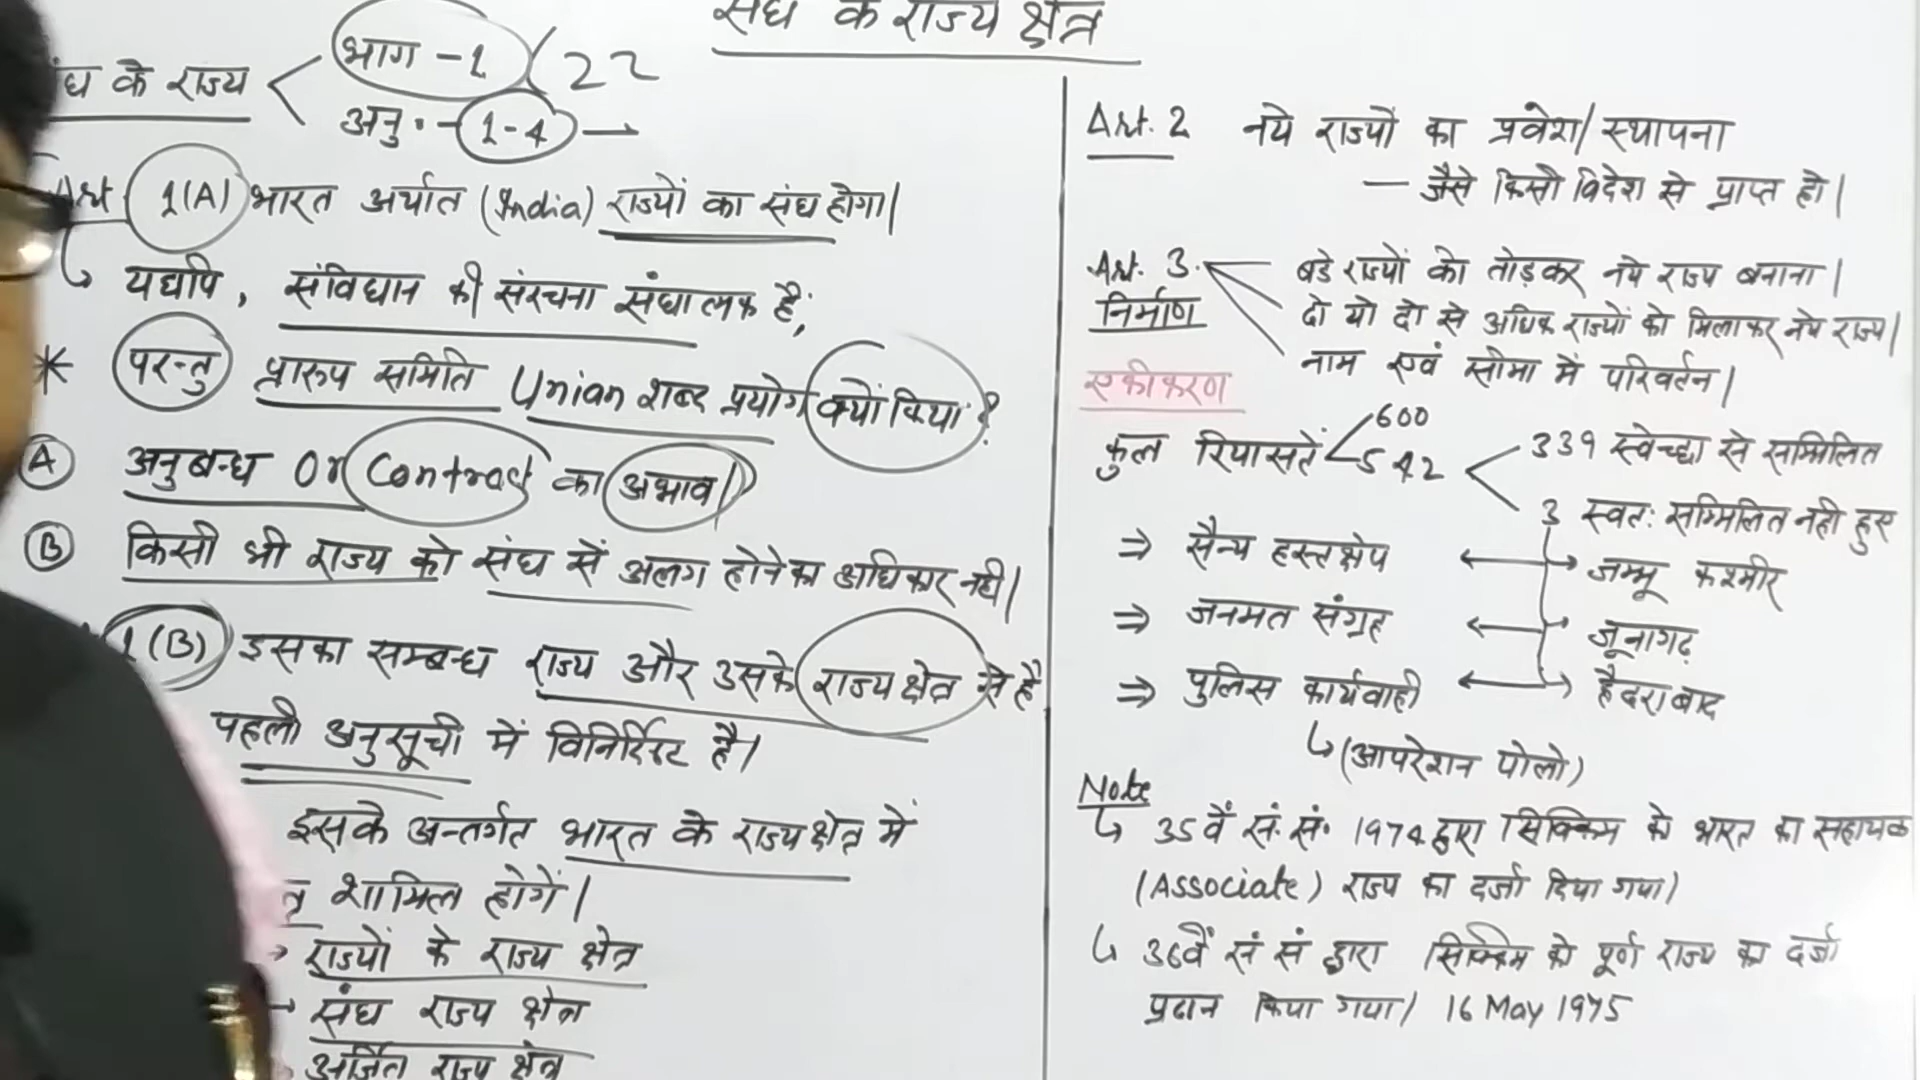 संघ के राज्य क्षेत्र
संघ के राज्य
भाग -1 (22
अनु. - 1-4 →
Art 1(A) भारत अर्थात (India) राज्यों का संघ होगा।
यद्यपि, संविधान की संरचना संघात्मक है;
* परन्तु प्रारूप समिति Union शब्द प्रयोग क्यों किया?
(A) अनुबन्ध Or Contract का अभाव।
(B) किसी भी राज्य को संघ सें अलग होने का अधिकार नही।
1(B) इसका सम्बन्ध राज्य और उसके राज्यक्षेत्र से है
पहली अनुसूची में विनिर्दिष्ट है।
इसके अन्तर्गत भारत के राज्यक्षेत्र में
शामिल होगें।
→ राज्यों के राज्य क्षेत्र
→ संघ राज्य क्षेत्र
अर्जित राज्य क्षेत्र
Art. 2 नये राज्यों का प्रवेश/स्थापना
— जैसे किसी विदेश से प्राप्त हो।
Art. 3. बडे राज्यों को तोड़कर नये राज्य बनाना।
निर्माण दो यो दो से अधिक राज्यों को मिलाकर नये राज्य।
नाम एवं सीमा में परिवर्तन।
एकीकरण
कुल रियासतें 600
542
339 स्वेच्छा से सम्मिलित
3 स्वत: सम्मिलित नही हुए
⇒ सैन्य हस्तक्षेप ←→ जम्मू कश्मीर
⇒ जनमत संग्रह ←→ जूनागढ़
⇒ पुलिस कार्यवाही ←→ हैदराबाद
(आपरेशन पोलो)
Note
35 वें सं. सं. 1974 द्वारा सिक्किम को भारत का सहायक
(Associate) राज्य का दर्जा दिया गया।
36वें सं सं द्वारा सिक्किम को पूर्ण राज्य का दर्जा
प्रदान किया गया। 16 May 1975